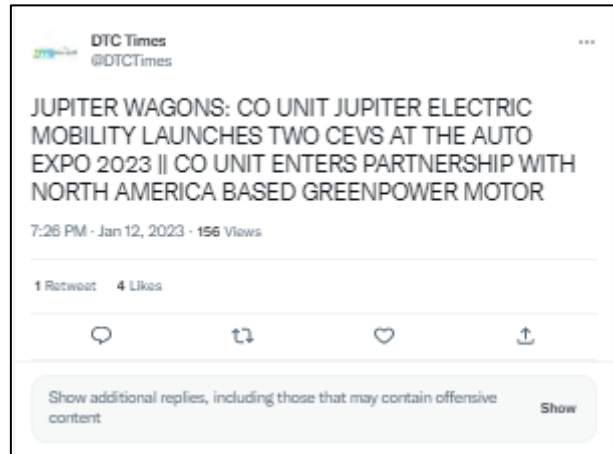 DTC Times
@DTCTimes
JUPITER WAGONS: CO UNIT JUPITER ELECTRIC
MOBILITY LAUNCHES TWO CEVS AT THE AUTO
EXPO 2023 || CO UNIT ENTERS PARTNERSHIP WITH
NORTH AMERICA BASED GREENPOWER MOTOR
7:26 PM · Jan 12, 2023 · 156 Views
1 Retweet 4 Likes
Show additional replies, including those that may contain offensive
content
Show